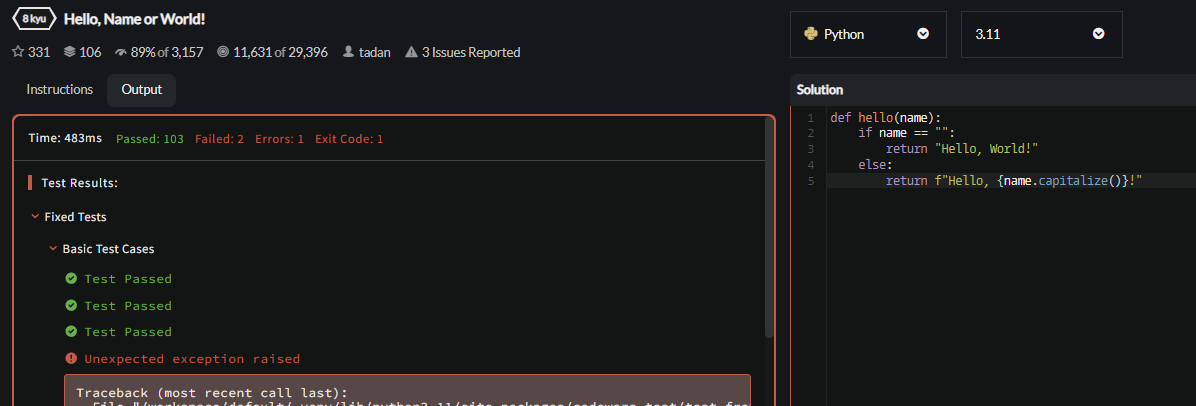 8 kyu Hello, Name or World!
331 106 89% of 3,157 11,631 of 29,396 tadan 3 Issues Reported
Python 3.11
Instructions Output
Time: 483ms Passed: 103 Failed: 2 Errors: 1 Exit Code: 1
Test Results:
Fixed Tests
Basic Test Cases
Test Passed
Test Passed
Test Passed
Unexpected exception raised
Traceback (most recent call last):
Solution
1 def hello(name):
2     if name == "":
3         return "Hello, World!"
4     else:
5         return f"Hello, {name.capitalize()}!"